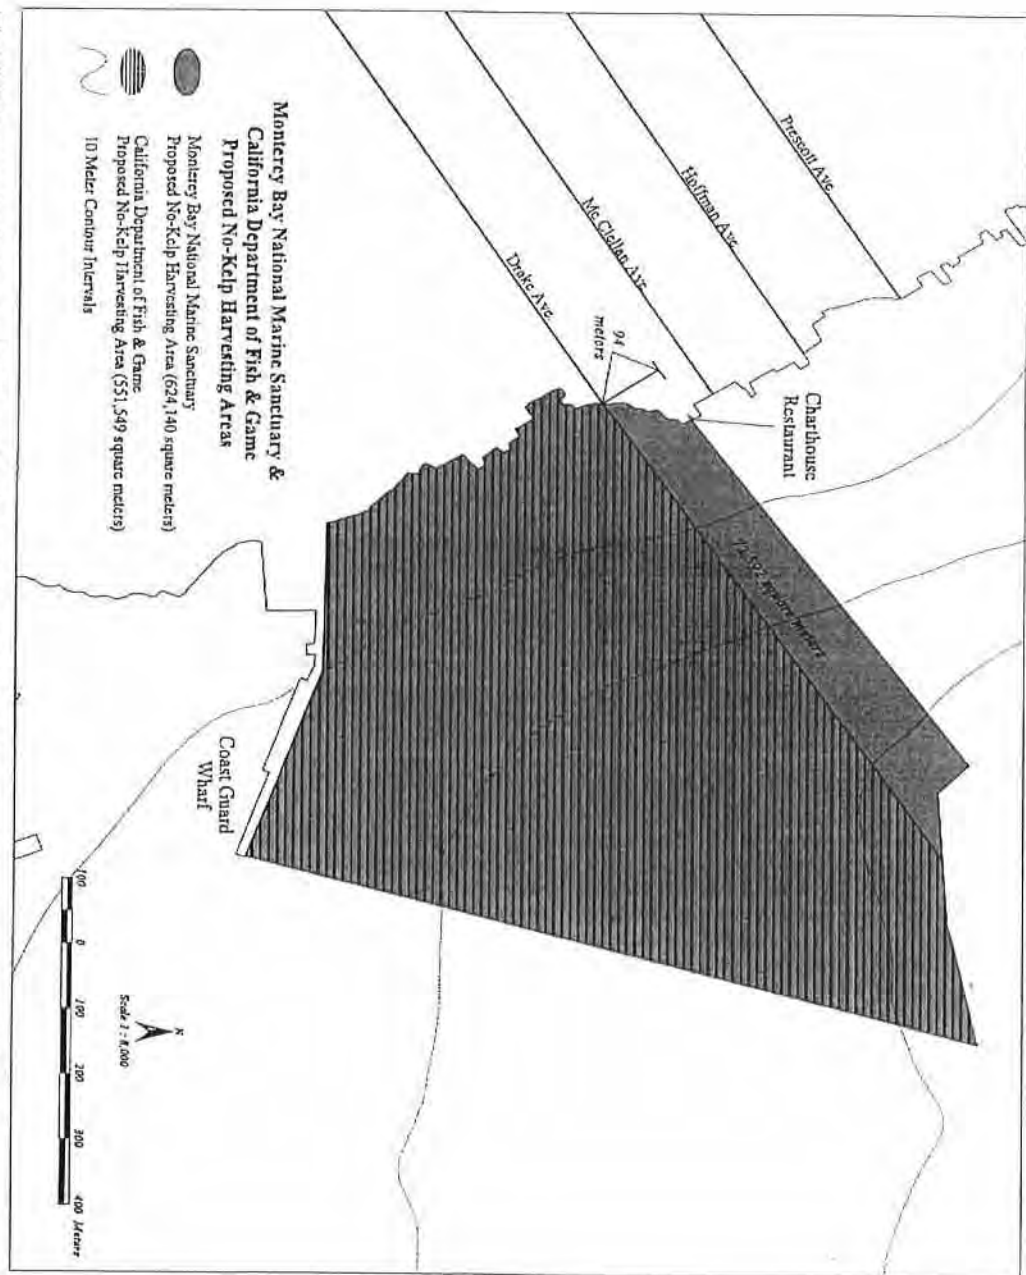 Monterey Bay National Marine Sanctuary &
California Department of Fish & Game
Proposed No-Kelp Harvesting Areas
Monterey Bay National Marine Sanctuary
Proposed No-Kelp Harvesting Area (624,140 square meters)
California Department of Fish & Game
Proposed No-Kelp Harvesting Area (551,549 square meters)
10 Meter Contour Intervals
Prescott Ave.
Hoffman Ave.
Mc Clellan Ave.
Drake Ave.
94
meters
Charthouse
Restaurant
square meters
Coast Guard
Wharf
N
Scale 1 : 8,000
100 0 100 200 300 400 Meters